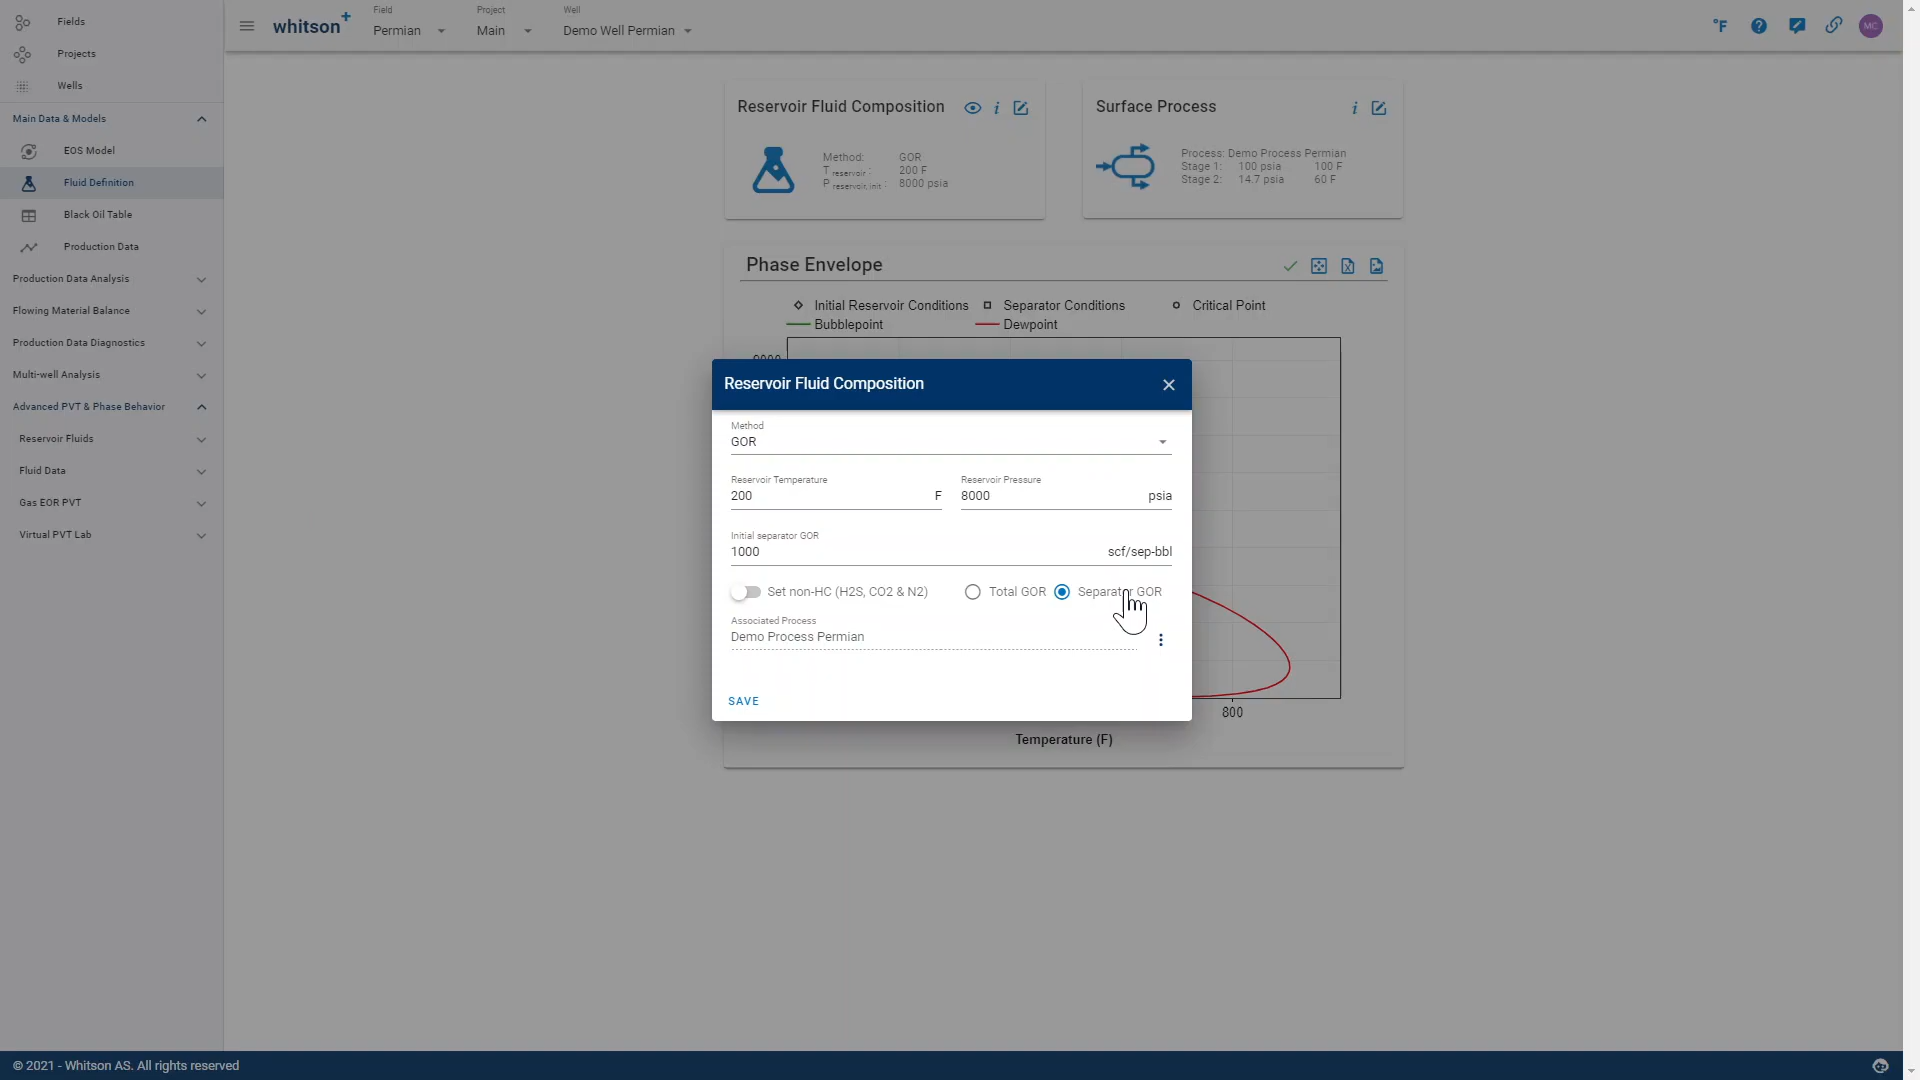 Fields
Projects
Wells
Main Data & Models
EOS Model
Fluid Definition
Black Oil Table
Production Data
Production Data Analysis
Flowing Material Balance
Production Data Diagnostics
Multi-well Analysis
Advanced PVT & Phase Behavior
Reservoir Fluids
Fluid Data
Gas EOR PVT
Virtual PVT Lab
whitson+
Field
Permian
Project
Main
Well
Demo Well Permian
°F
MC
Reservoir Fluid Composition
Method: GOR
T reservoir : 200 F
P reservoir, init : 8000 psia
Surface Process
Process: Demo Process Permian
Stage 1: 100 psia 100 F
Stage 2: 14.7 psia 60 F
Phase Envelope
Initial Reservoir Conditions Separator Conditions Critical Point
Bubblepoint Dewpoint
9000
Reservoir Fluid Composition
Method
GOR
Reservoir Temperature
200 F
Reservoir Pressure
8000 psia
Initial separator GOR
1000 scf/sep-bbl
Set non-HC (H2S, CO2 & N2) Total GOR Separator GOR
Associated Process
Demo Process Permian
SAVE
800
Temperature (F)
© 2021 - Whitson AS. All rights reserved